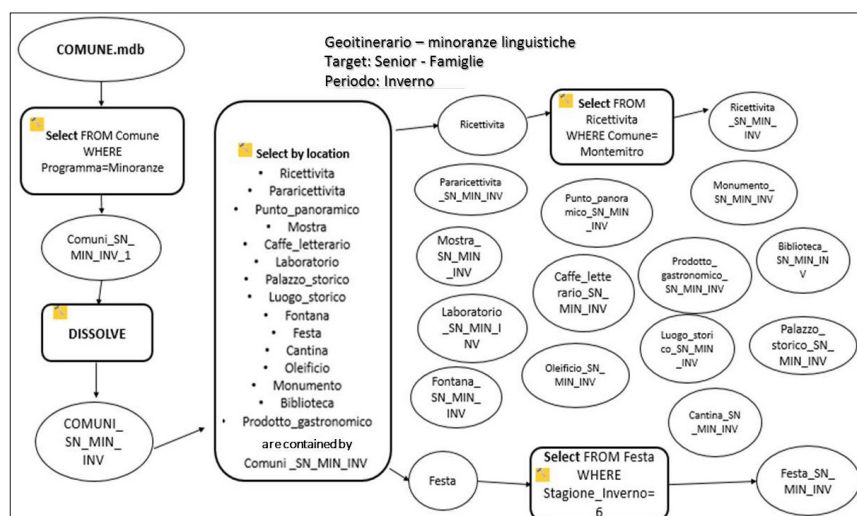 Geoitinerario – minoranze linguistiche
Target: Senior - Famiglie
Periodo: Inverno
COMUNE.mdb
Select FROM Comune
WHERE
Programma=Minoranze
Comuni_SN_
MIN_INV_1
DISSOLVE
COMUNI_
SN_MIN_
INV
Select by location
• Ricettivita
• Pararicettivita
• Punto_panoramico
• Mostra
• Caffe_letterario
• Laboratorio
• Palazzo_storico
• Luogo_storico
• Fontana
• Festa
• Cantina
• Oleificio
• Monumento
• Biblioteca
• Prodotto_gastronomico
are contained by
Comuni _SN_MIN_INV
Ricettivita
Select FROM
Ricettivita
WHERE Comune=
Montemitro
Ricettivita
_SN_MIN_
INV
Pararicettivita
_SN_MIN_INV
Punto_panora
mico_SN_MIN
_INV
Monumento_
SN_MIN_INV
Mostra_
SN_MIN_
INV
Caffe_lette
rario_SN_
MIN_INV
Prodotto_
gastronomico_
SN_MIN_INV
Biblioteca_
SN_MIN_IN
V
Laboratorio
_SN_MIN_I
NV
Luogo_stori
co_SN_MIN
_INV
Palazzo_
storico_SN_
MIN_INV
Fontana_
SN_MIN_
INV
Oleificio_SN_
MIN_INV
Cantina_SN
_MIN_INV
Festa
Select FROM Festa
WHERE
Stagione_Inverno=
6
Festa_SN_
MIN_INV